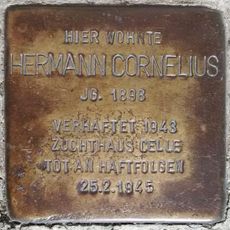 HIER WOHNTE
HERMANN CORNELIUS
JG. 1898
VERHAFTET 1943
ZUCHTHAUS CELLE
TOT AN HAFTFOLGEN
25.2.1945